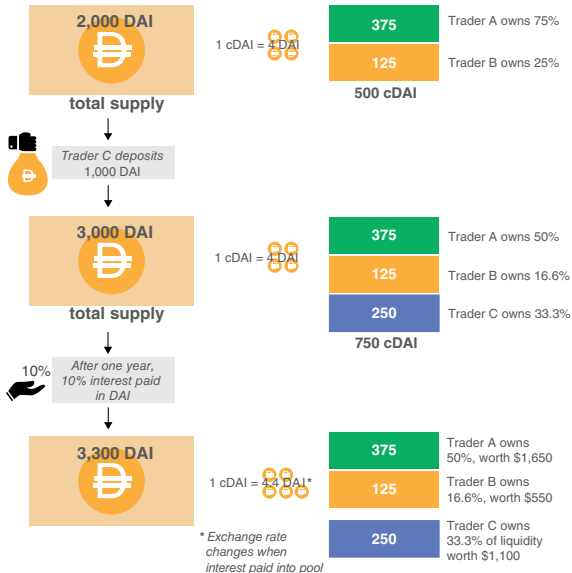 2,000 DAI
total supply
1 cDAI = 4 DAI
375
125
500 cDAI
Trader A owns 75%
Trader B owns 25%
Trader C deposits
1,000 DAI
3,000 DAI
total supply
1 cDAI = 4 DAI
375
125
250
750 cDAI
Trader A owns 50%
Trader B owns 16.6%
Trader C owns 33.3%
10%
After one year,
10% interest paid
in DAI
3,300 DAI
1 cDAI = 4.4 DAI*
* Exchange rate
changes when
interest paid into pool
375
125
250
Trader A owns
50%, worth $1,650
Trader B owns
16.6%, worth $550
Trader C owns
33.3% of liquidity
worth $1,100